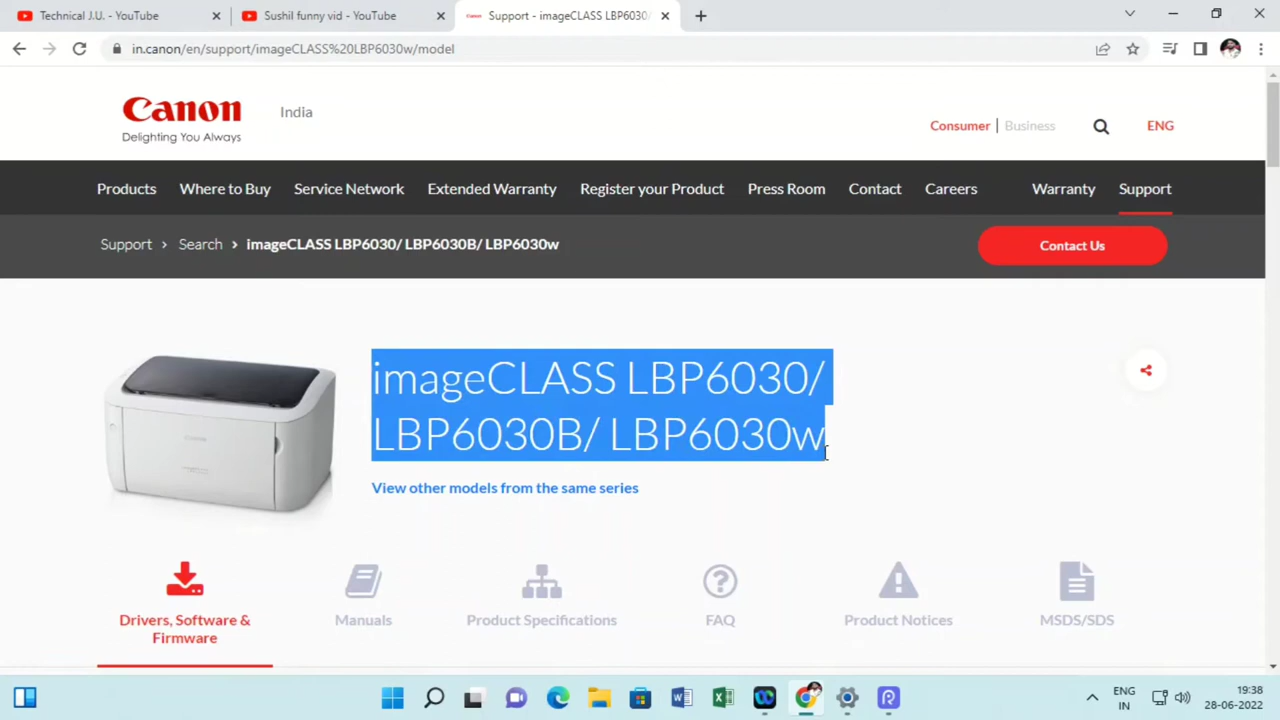 Technical J.U. - YouTube
Sushil funny vid - YouTube
Support - imageCLASS LBP6030/
in.canon/en/support/imageCLASS%20LBP6030w/model
Canon
Delighting You Always
India
Consumer | Business
ENG
Products
Where to Buy
Service Network
Extended Warranty
Register your Product
Press Room
Contact
Careers
Warranty
Support
Support > Search > imageCLASS LBP6030/ LBP6030B/ LBP6030w
Contact Us
imageCLASS LBP6030/
LBP6030B/ LBP6030w
View other models from the same series
Drivers, Software &
Firmware
Manuals
Product Specifications
FAQ
Product Notices
MSDS/SDS
ENG
IN
19:38
28-06-2022